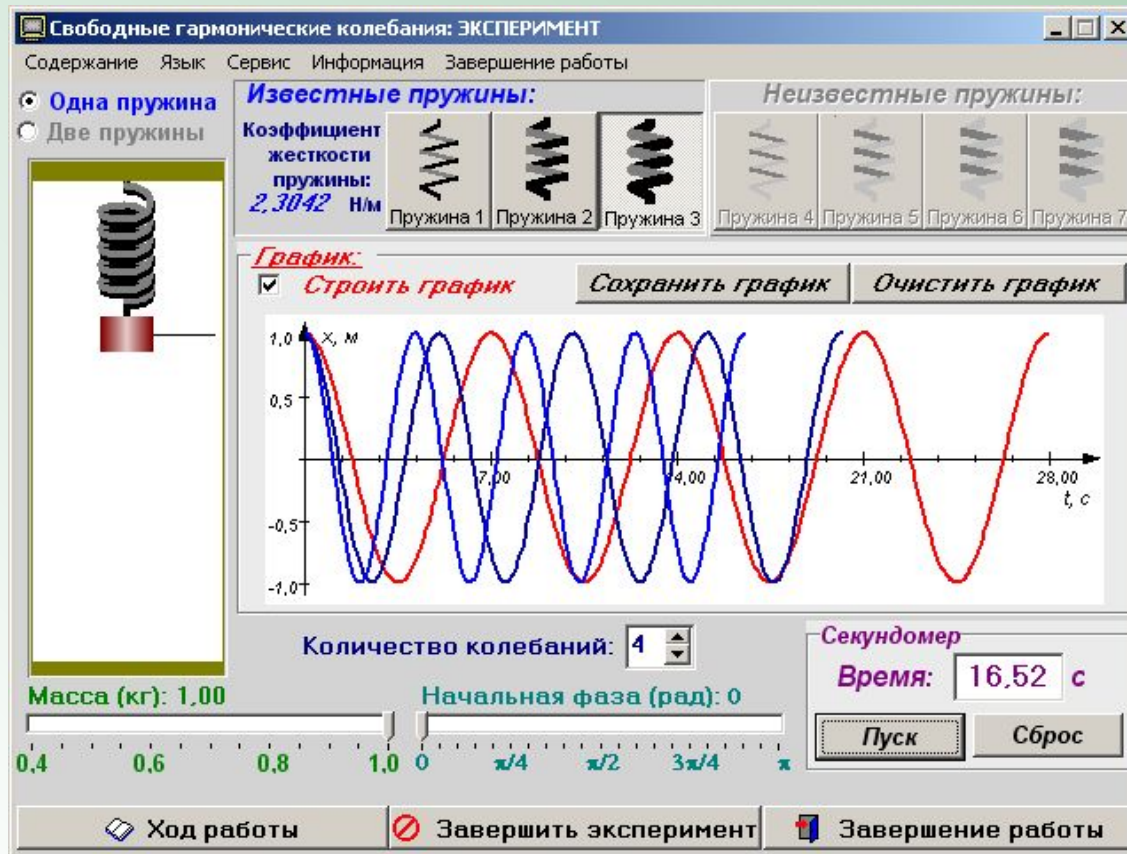 Свободные гармонические колебания: ЭКСПЕРИМЕНТ
Содержание Язык Сервис Информация Завершение работы
Одна пружина
Две пружины
Известные пружины:
Коэффициент
жесткости
пружины:
2,3042 Н/м
Пружина 1 Пружина 2 Пружина 3
Неизвестные пружины:
Пружина 4 Пружина 5 Пружина 6 Пружина 7
График:
Строить график
Сохранить график
Очистить график
1,0 x, м
0,5
7,00 14,00 21,00 28,00
t, с
-0,5
-1,0
Количество колебаний: 4
Секундомер
Время: 16,52 с
Пуск Сброс
Масса (кг): 1,00
0,4 0,6 0,8 1,0
Начальная фаза (рад): 0
0 π/4 π/2 3π/4 π
Ход работы
Завершить эксперимент
Завершение работы